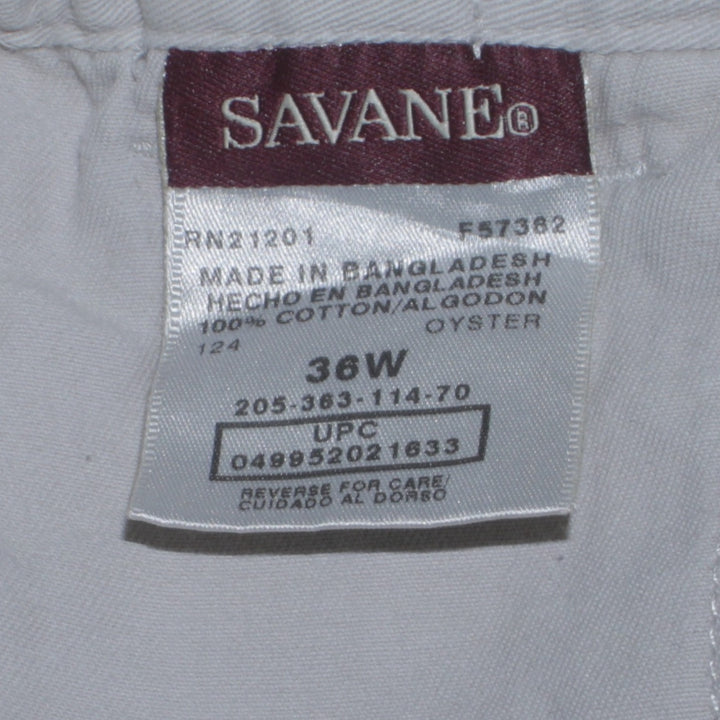 SAVANE®
RN21201 F57362
MADE IN BANGLADESH
HECHO EN BANGLADESH
100% COTTON/ALGODON
124 OYSTER
36W
205-363-114-70
UPC
049952021633
REVERSE FOR CARE/
CUIDADO AL DORSO